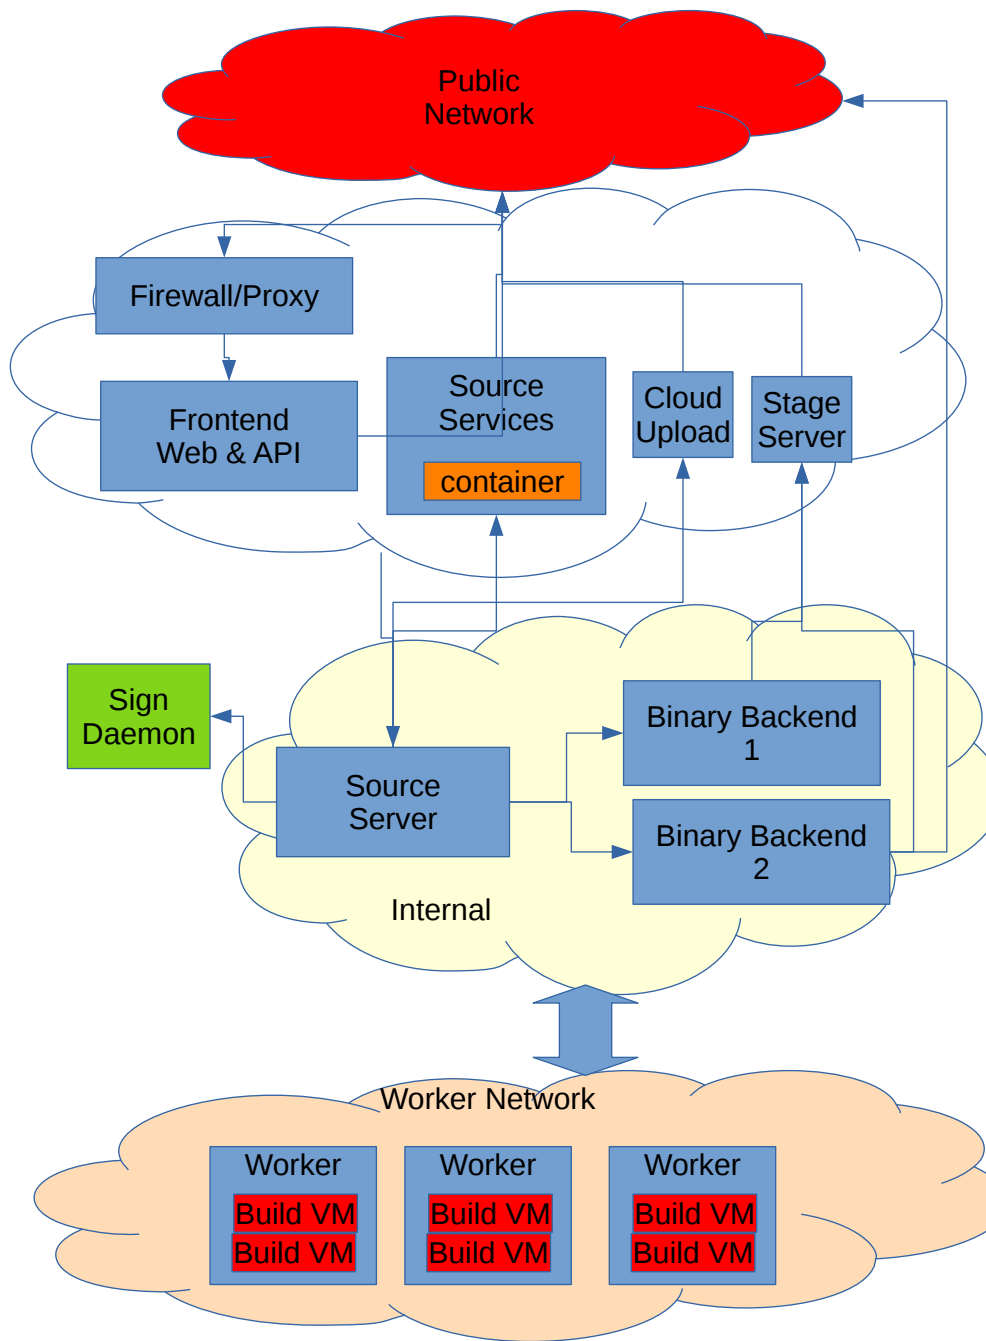 Public
Network
Firewall/Proxy
Frontend
Web & API
Source
Services
container
Cloud
Upload
Stage
Server
Sign
Daemon
Source
Server
Binary Backend
1
Binary Backend
2
Internal
Worker Network
Worker
Build VM
Build VM
Worker
Build VM
Build VM
Worker
Build VM
Build VM